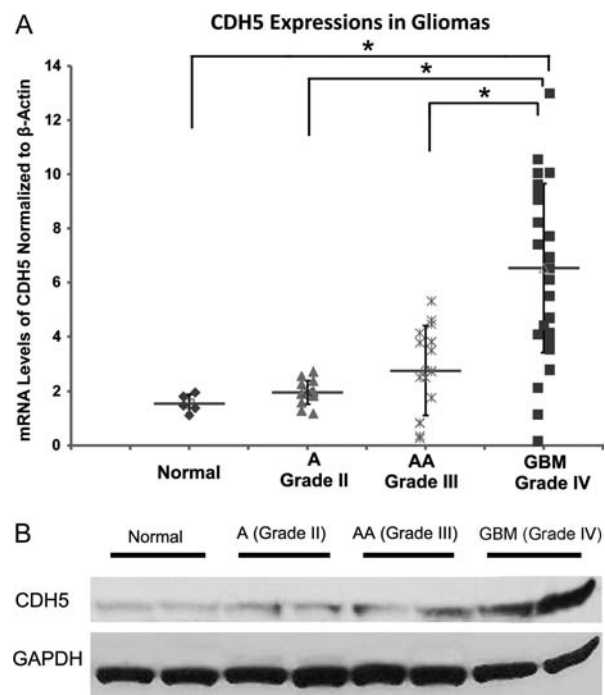 A
CDH5 Expressions in Gliomas
* 
*
*
mRNA Levels of CDH5 Normalized to β-Actin
14
12
10
8
6
4
2
0
Normal
A
Grade II
AA
Grade III
GBM
Grade IV
B
Normal A (Grade II) AA (Grade III) GBM (Grade IV)
CDH5
GAPDH